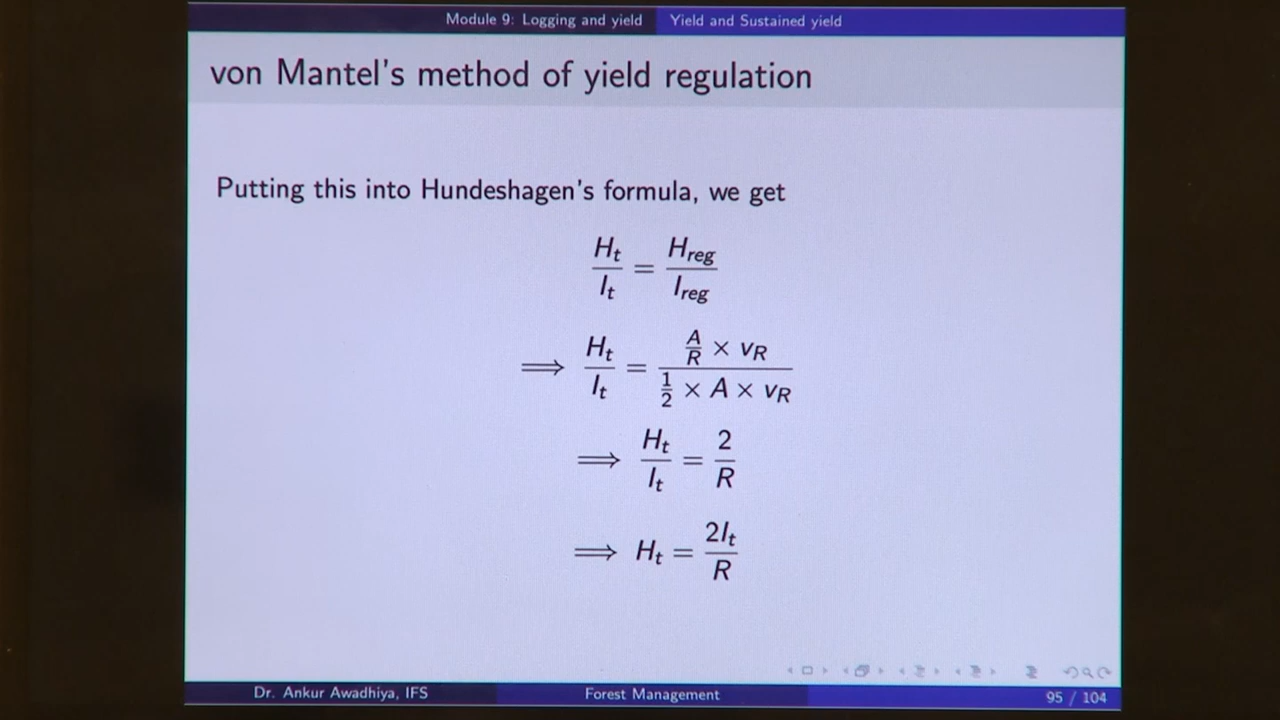 Module 9: Logging and yield Yield and Sustained yield
von Mantel's method of yield regulation
Putting this into Hundeshagen's formula, we get
H_t / I_t = H_reg / I_reg
⟹ H_t / I_t = (A/R × v_R) / (1/2 × A × v_R)
⟹ H_t / I_t = 2 / R
⟹ H_t = 2I_t / R
Dr. Ankur Awadhiya, IFS Forest Management 95 / 104